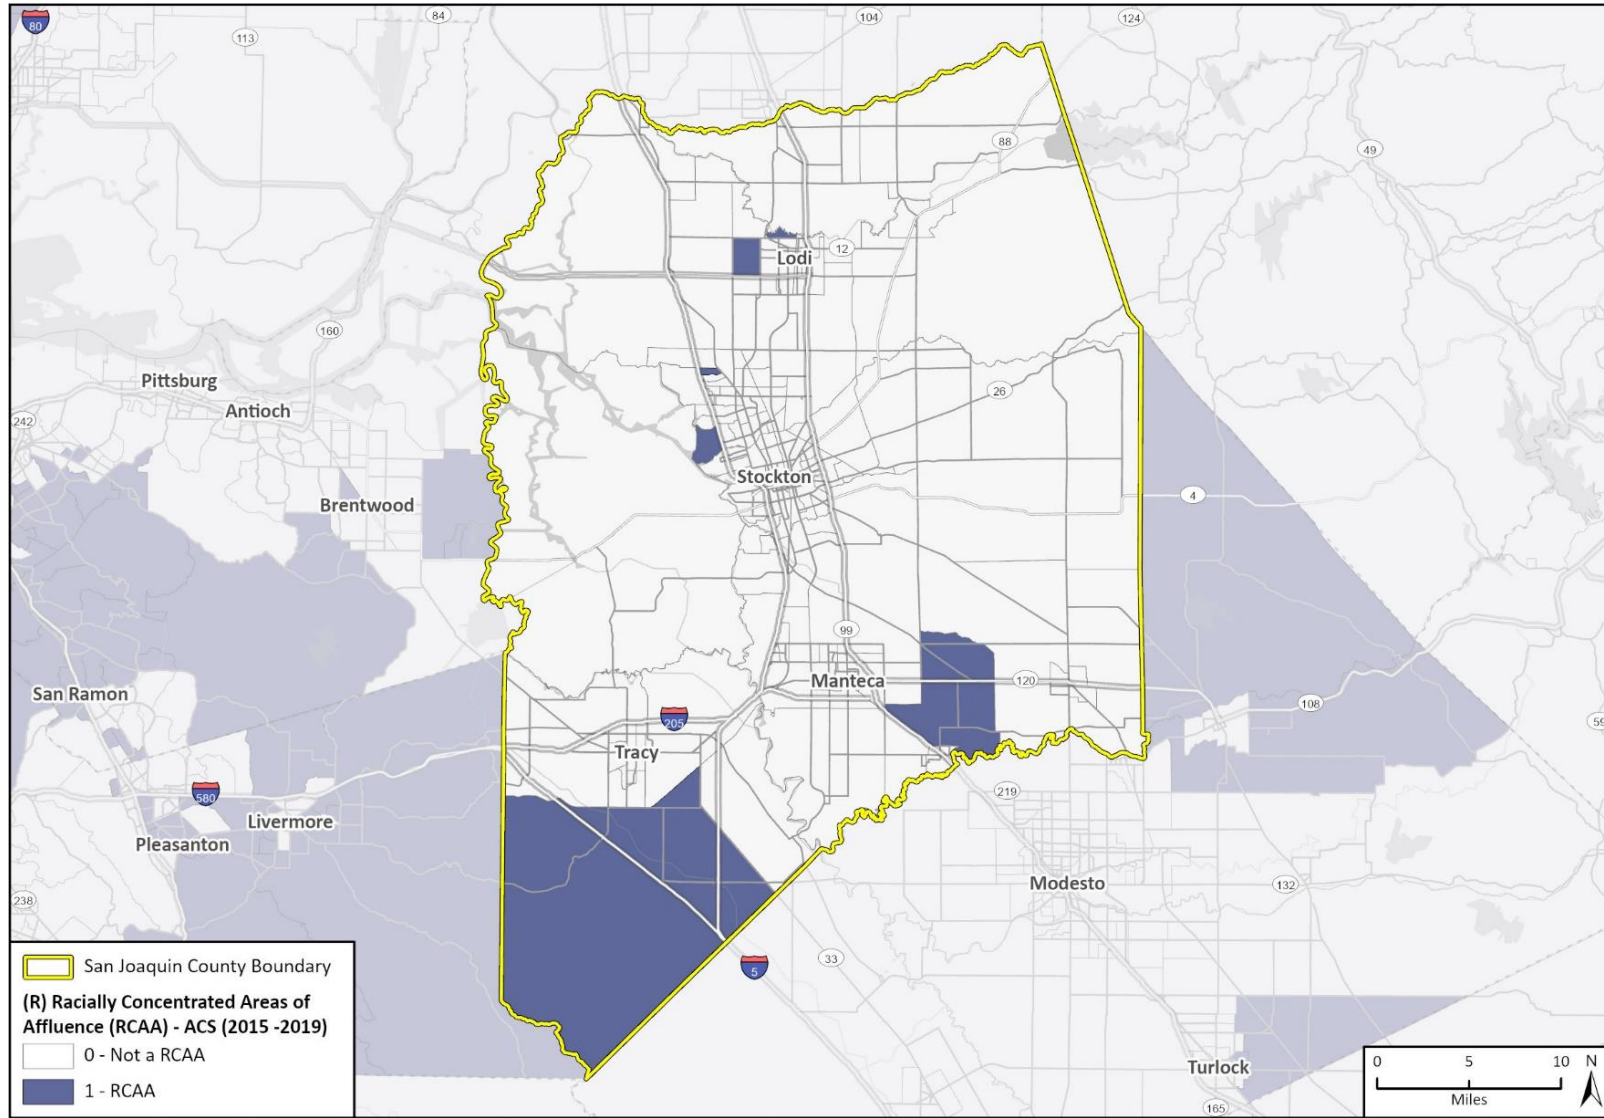 80
84
104
124
113
88
49
12
160
Pittsburg
Antioch
242
Lodi
26
Stockton
4
Brentwood
99
San Ramon
Manteca
120
108
59
205
Tracy
580
Livermore
Pleasanton
219
Modesto
132
238
33
5
Turlock
165
San Joaquin County Boundary
(R) Racially Concentrated Areas of
Affluence (RCAA) - ACS (2015 -2019)
0 - Not a RCAA
1 - RCAA
0 5 10
Miles
N